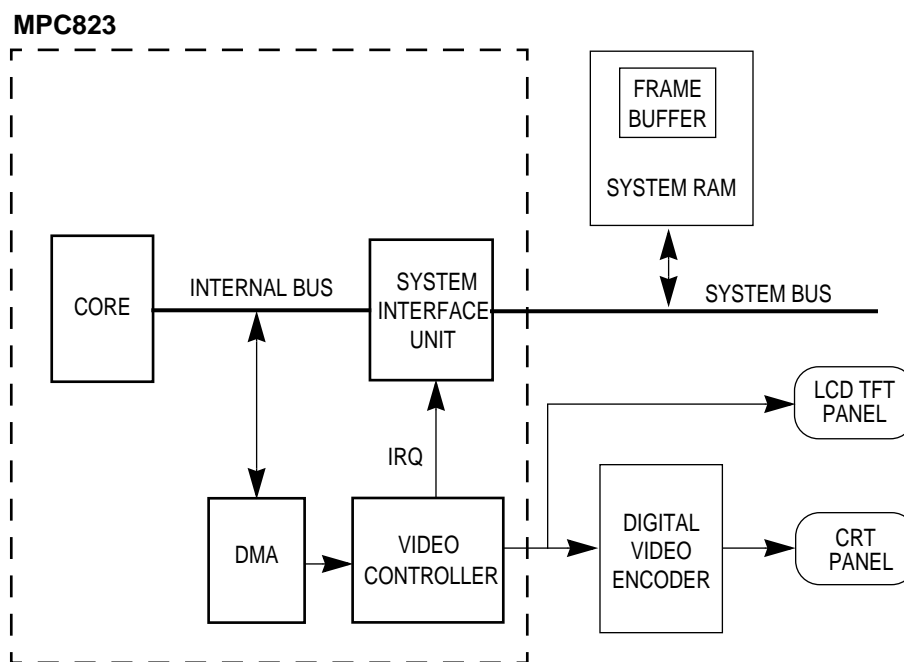 MPC823
FRAME
BUFFER
SYSTEM RAM
CORE
INTERNAL BUS
SYSTEM
INTERFACE
UNIT
SYSTEM BUS
IRQ
LCD TFT
PANEL
DMA
VIDEO
CONTROLLER
DIGITAL
VIDEO
ENCODER
CRT
PANEL